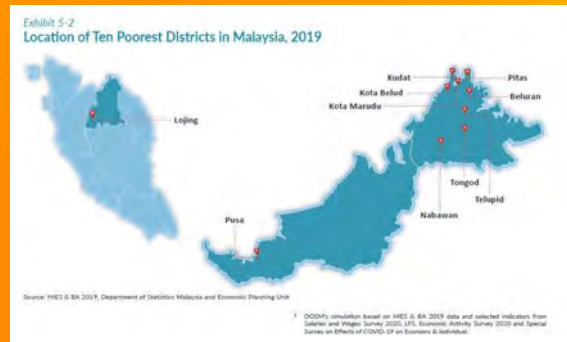 Exhibit 5-2
Location of Ten Poorest Districts in Malaysia, 2019
Kudat
Pitas
Kota Belud
Beluran
Kota Marudu
Lojing
Tongod
Telupid
Nabawan
Pusa
Source: HIES & BA 2019, Department of Statistics Malaysia and Economic Planning Unit
* DOSM's simulation based on HIES & BA 2019 data and selected indicators from
Salaries and Wages Survey 2020, LFS, Economic Activity Survey 2020 and Special
Survey on Effects of COVID-19 on Economy & Individual.